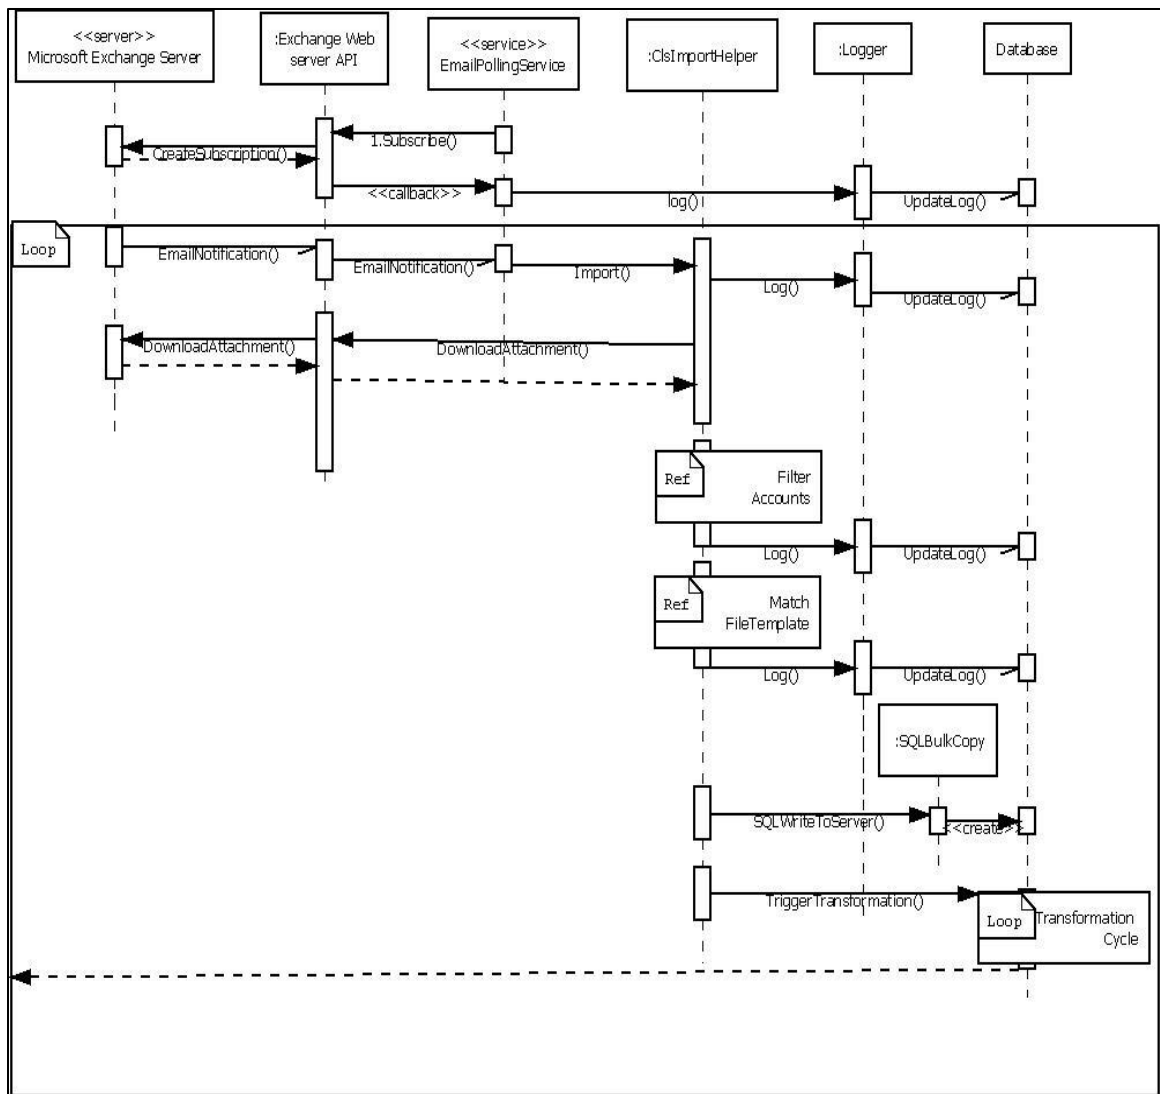 <<server>>
Microsoft Exchange Server
:Exchange Web
server API
<<service>>
EmailPollingService
:ClsImportHelper
:Logger
Database
1.Subscribe()
CreateSubscription()
<<callback>>
log()
UpdateLog()
Loop
EmailNotification()
EmailNotification()
Import()
Log()
UpdateLog()
DownloadAttachment()
DownloadAttachment()
Ref
Filter
Accounts
Log()
UpdateLog()
Ref
Match
FileTemplate
Log()
UpdateLog()
:SQLBulkCopy
SQLWriteToServer()
<<create>>
TriggerTransformation()
Loop
Transformation
Cycle